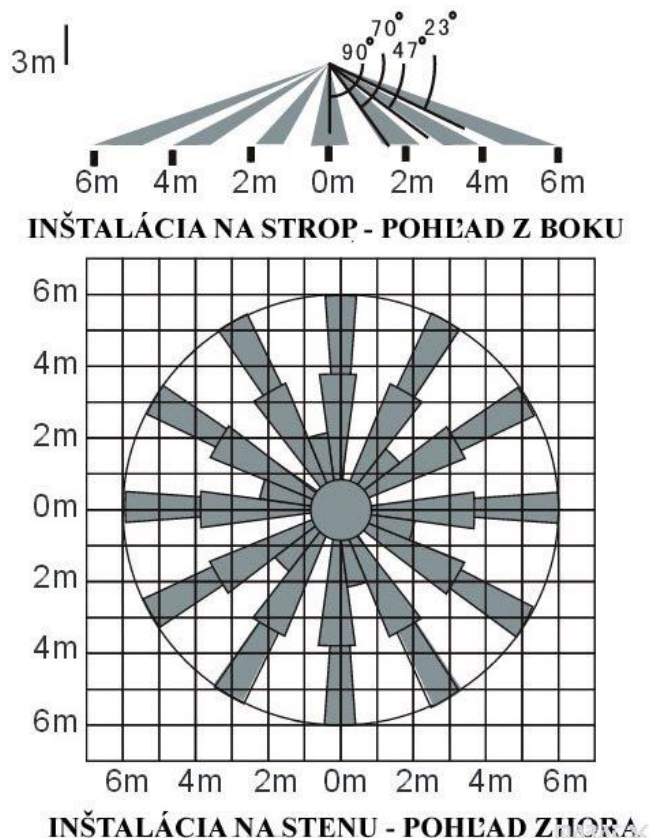 70° 23°
3m
90° 47°
6m 4m 2m 0m 2m 4m 6m
INŠTALÁCIA NA STROP - POHĽAD Z BOKU
6m
4m
2m
0m
2m
4m
6m
6m 4m 2m 0m 2m 4m 6m
INŠTALÁCIA NA STENU - POHĽAD ZHORA